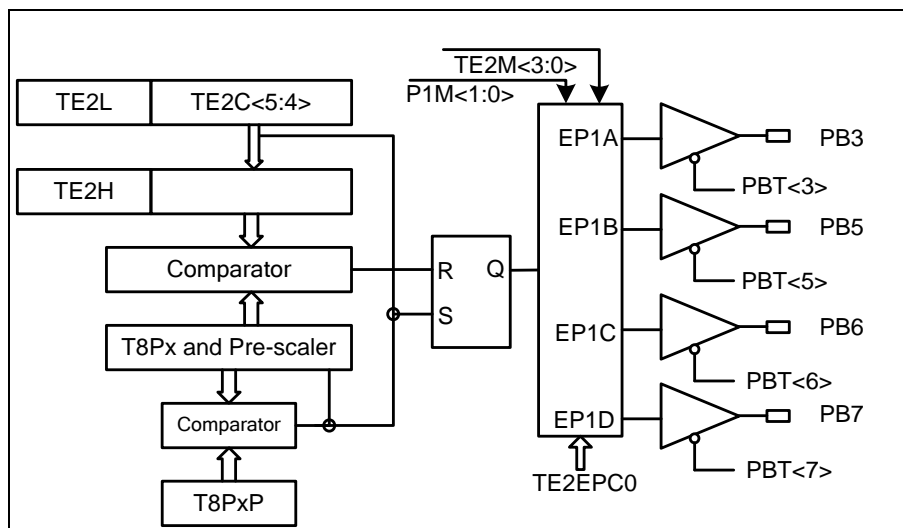 TE2L
TE2C<5:4>
TE2H
Comparator
T8Px and Pre-scaler
Comparator
T8PxP
R
S
Q
TE2M<3:0>
P1M<1:0>
EP1A
EP1B
EP1C
EP1D
TE2EPC0
PB3
PBT<3>
PB5
PBT<5>
PB6
PBT<6>
PB7
PBT<7>